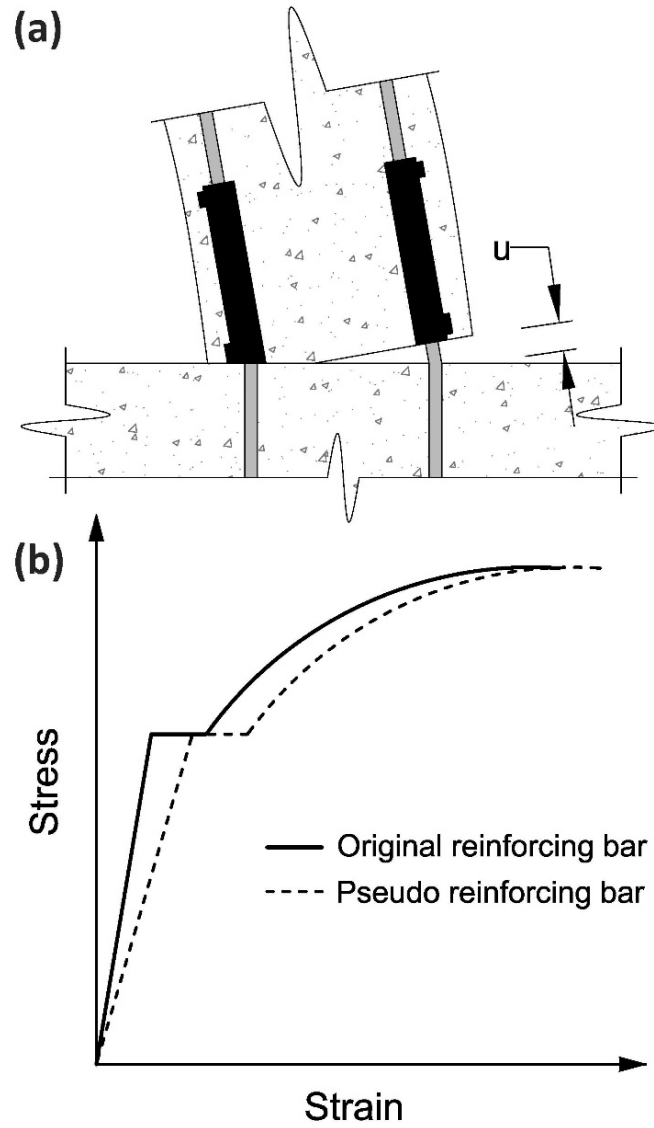 (a)
u
(b)
Stress
Original reinforcing bar
Pseudo reinforcing bar
Strain